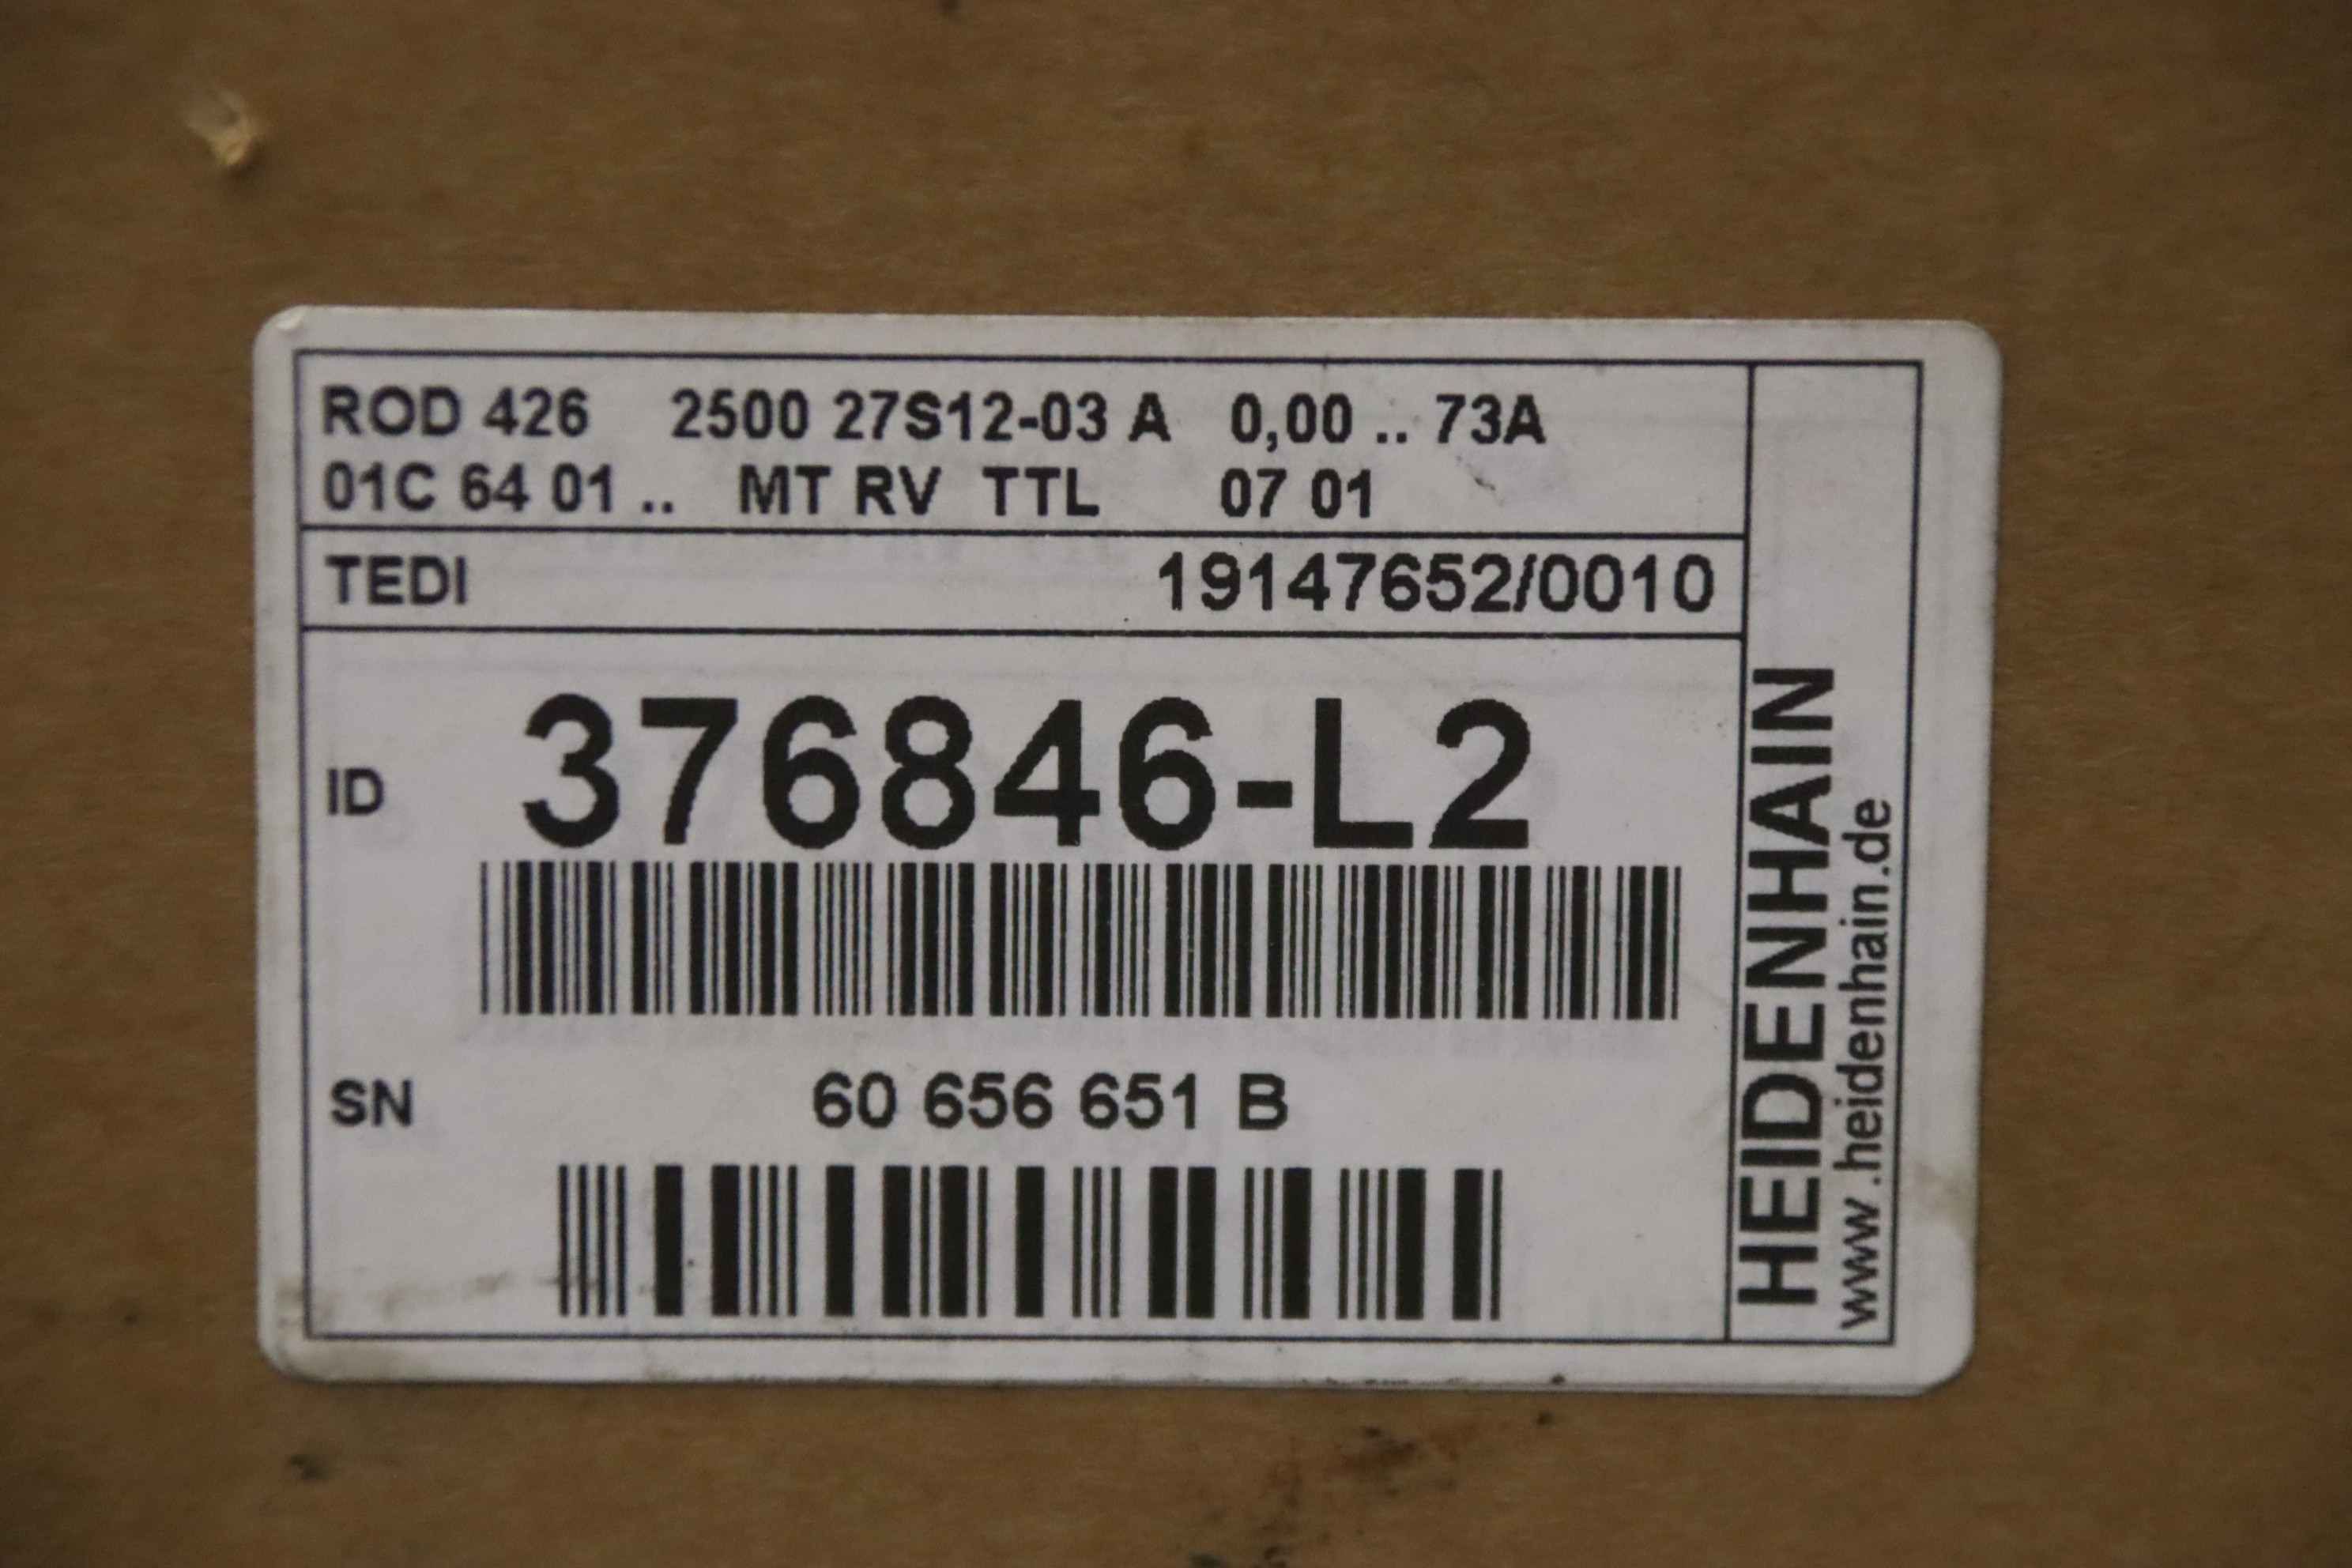 ROD 426 2500 27S12-03 A 0,00 .. 73A
01C 64 01 .. MT RV TTL 07 01
TEDI 19147652/0010
ID 376846-L2
SN 60 656 651 B
HEIDENHAIN
www.heidenhain.de